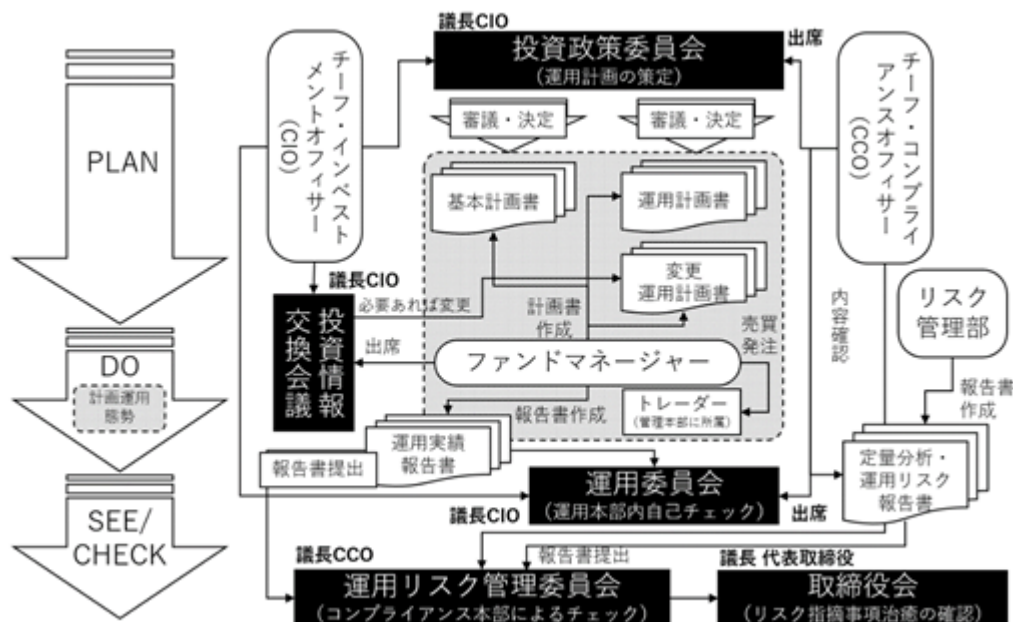 議長CIO
投資政策委員会
(運用計画の策定)
出席
チーフ・インベスト
メントオフィサー
(CIO)
チーフ・コンプライ
アンスオフィサー
(CCO)
PLAN
審議・決定
審議・決定
基本計画書
運用計画書
変更
運用計画書
議長CIO
必要あれば変更
計画書
作成
投資情報
交換会議
出席
ファンドマネージャー
売買
発注
内容確認
リスク
管理部
DO
計画運用
態勢
報告書作成
トレーダー
(管理本部に所属)
報告書
作成
運用実績
報告書
報告書提出
定量分析・
運用リスク
報告書
運用委員会
(運用本部内自己チェック)
議長CIO
出席
SEE/
CHECK
議長CCO
報告書提出
議長 代表取締役
運用リスク管理委員会
(コンプライアンス本部によるチェック)
取締役会
(リスク指摘事項治癒の確認)